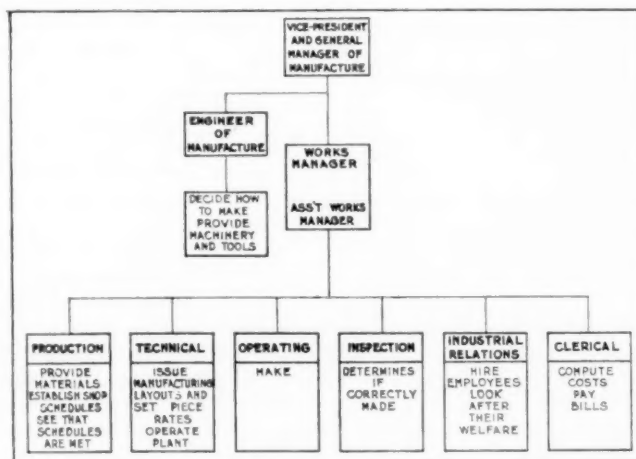 VICE-PRESIDENT
AND GENERAL
MANAGER OF
MANUFACTURE
ENGINEER
OF
MANUFACTURE
WORKS
MANAGER
ASS'T WORKS
MANAGER
DECIDE HOW
TO MAKE
PROVIDE
MACHINERY
AND TOOLS
PRODUCTION
PROVIDE
MATERIALS
ESTABLISH SHOP
SCHEDULES
SEE THAT
SCHEDULES
ARE MET
TECHNICAL
ISSUE
MANUFACTURING
LAYOUTS AND
SET PIECE
RATES
OPERATE
PLANT
OPERATING
MAKE
INSPECTION
DETERMINES
IF
CORRECTLY
MADE
INDUSTRIAL
RELATIONS
HIRE
EMPLOYEES
LOOK
AFTER
THEIR
WELFARE
CLERICAL
COMPUTE
COSTS
PAY
BILLS